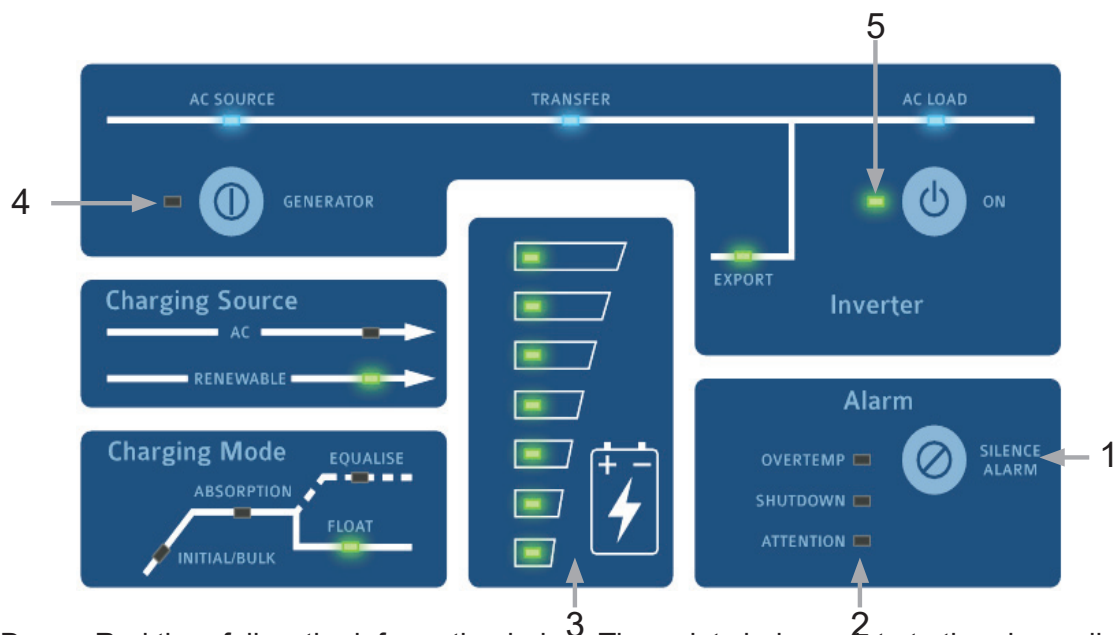 5
AC SOURCE
TRANSFER
AC LOAD
4
GENERATOR
ON
EXPORT
Inverter
Charging Source
AC
RENEWABLE
Charging Mode
EQUALISE
ABSORPTION
FLOAT
INITIAL/BULK
+ −
Alarm
OVERTEMP
SILENCE
ALARM
1
SHUTDOWN
ATTENTION
3
2